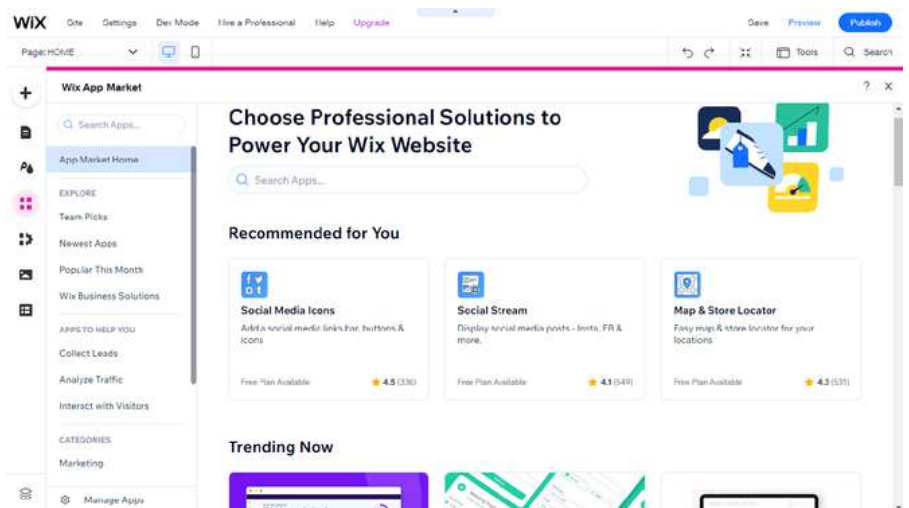 WiX Site Settings Dev Mode Hire a Professional Help Upgrade Save Preview Publish
Page: HOME Tools Search
Wix App Market ? X
Search Apps...
App Market Home
EXPLORE
Team Picks
Newest Apps
Popular This Month
Wix Business Solutions
APPS TO HELP YOU
Collect Leads
Analyze Traffic
Interact with Visitors
CATEGORIES
Marketing
Manage Apps
Choose Professional Solutions to
Power Your Wix Website
Search Apps...
Recommended for You
Social Media Icons
Add a social media links bar, buttons &
icons
Free Plan Available 4.5 (336)
Social Stream
Display social media posts - Insta, FB &
more.
Free Plan Available 4.1 (549)
Map & Store Locator
Easy map & store locator for your
locations
Free Plan Available (531)
Trending Now